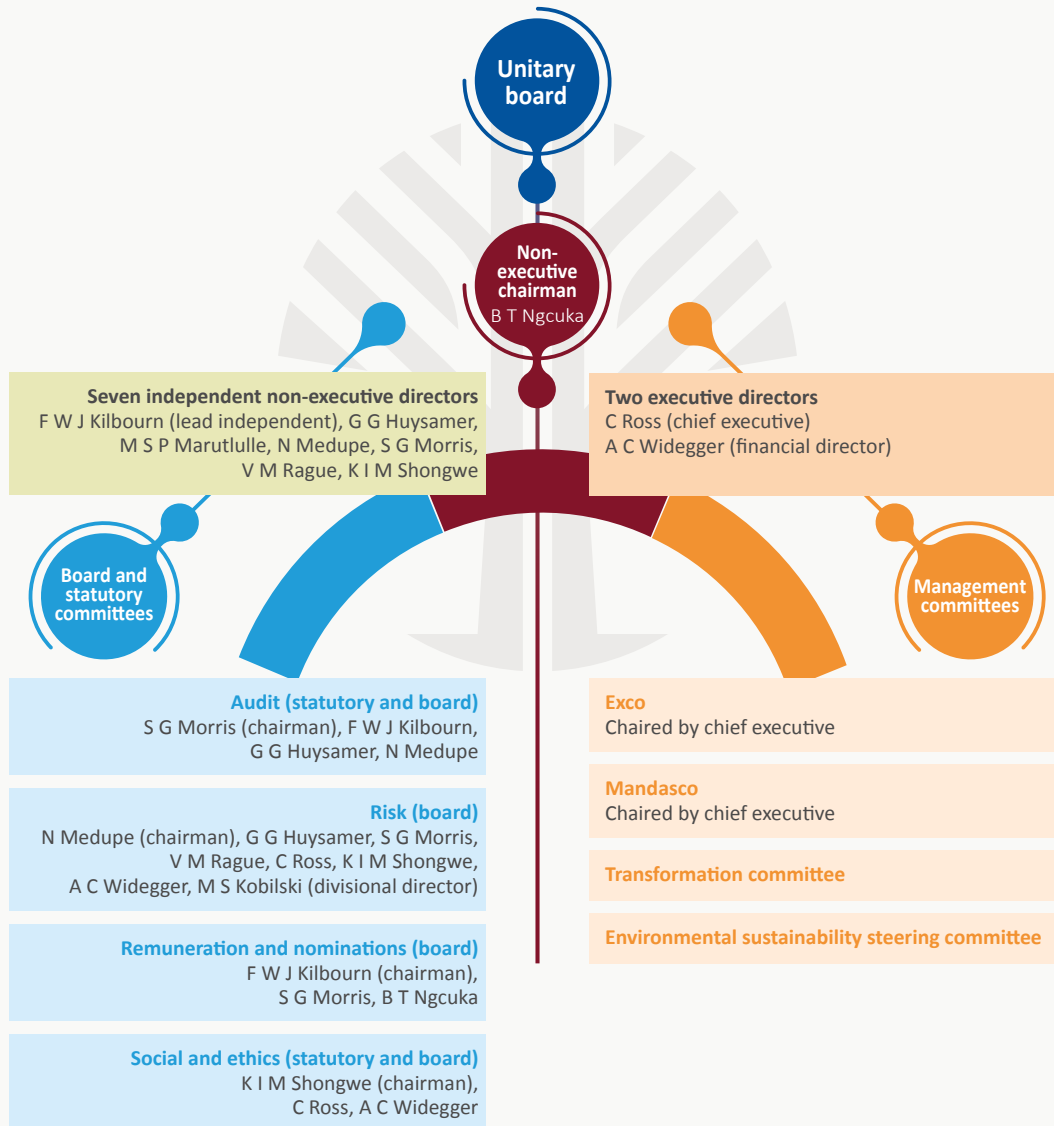 Unitary
board
Non-
executive
chairman
B T Ngcuka
Seven independent non-executive directors
F W J Kilbourn (lead independent), G G Huysamer,
M S P Marutlulle, N Medupe, S G Morris,
V M Rague, K I M Shongwe
Two executive directors
C Ross (chief executive)
A C Widegger (financial director)
Board and
statutory
committees
Management
committees
Audit (statutory and board)
S G Morris (chairman), F W J Kilbourn,
G G Huysamer, N Medupe
Risk (board)
N Medupe (chairman), G G Huysamer, S G Morris,
V M Rague, C Ross, K I M Shongwe,
A C Widegger, M S Kobilski (divisional director)
Remuneration and nominations (board)
F W J Kilbourn (chairman),
S G Morris, B T Ngcuka
Social and ethics (statutory and board)
K I M Shongwe (chairman),
C Ross, A C Widegger
Exco
Chaired by chief executive
Mandasco
Chaired by chief executive
Transformation committee
Environmental sustainability steering committee